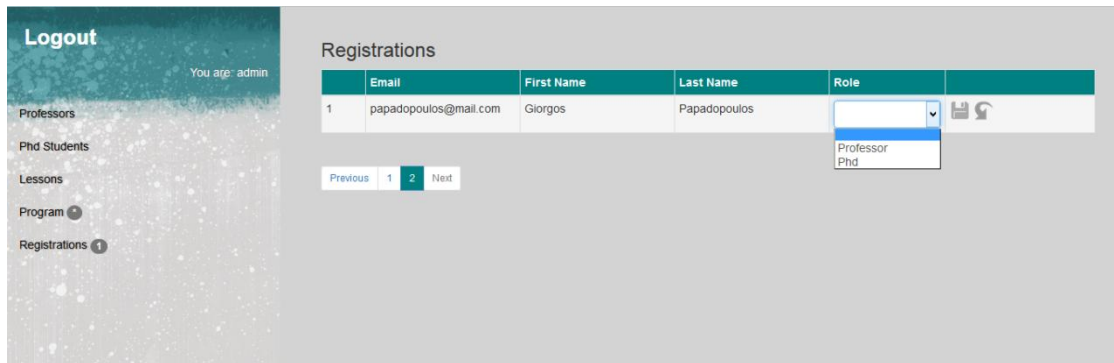 Logout
You are: admin
Professors
Phd Students
Lessons
Program *
Registrations 1
Registrations
Email First Name Last Name Role
1 papadopoulos@mail.com Giorgos Papadopoulos
Professor
Phd
Previous 1 2 Next